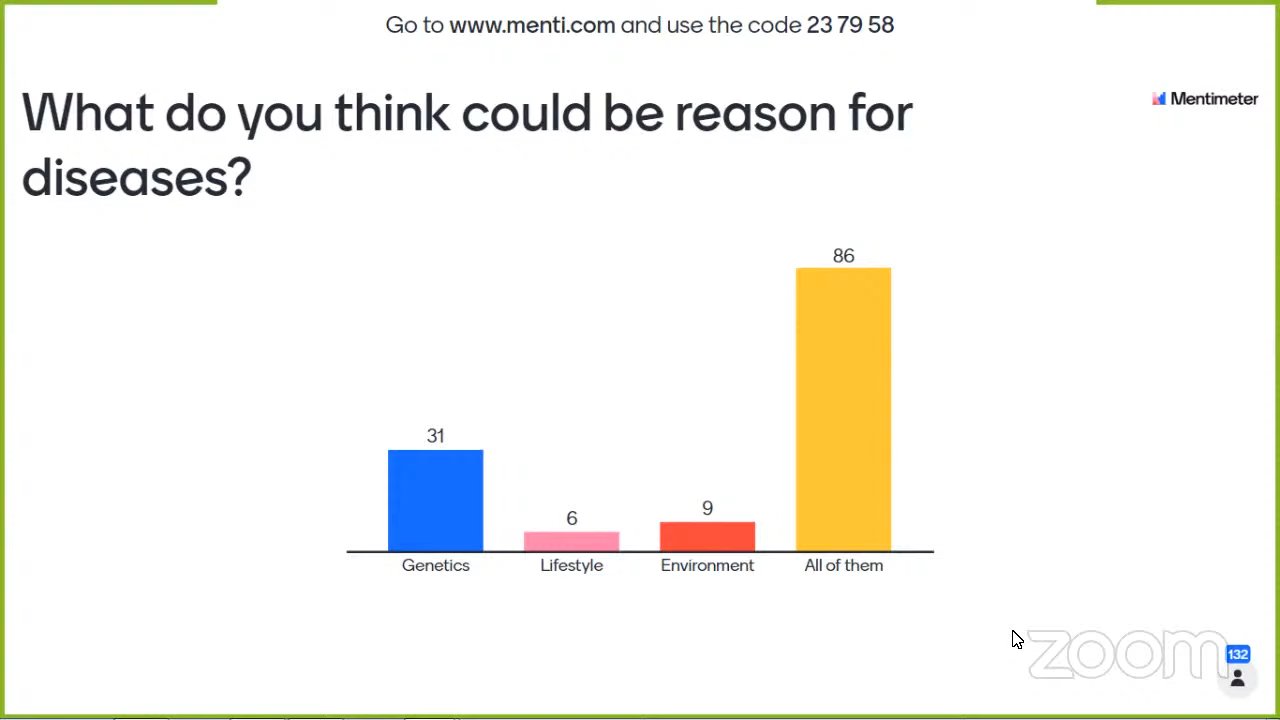 Go to www.menti.com and use the code 23 79 58
What do you think could be reason for
diseases?
Mentimeter
86
31
6
9
Genetics
Lifestyle
Environment
All of them
zoom
132